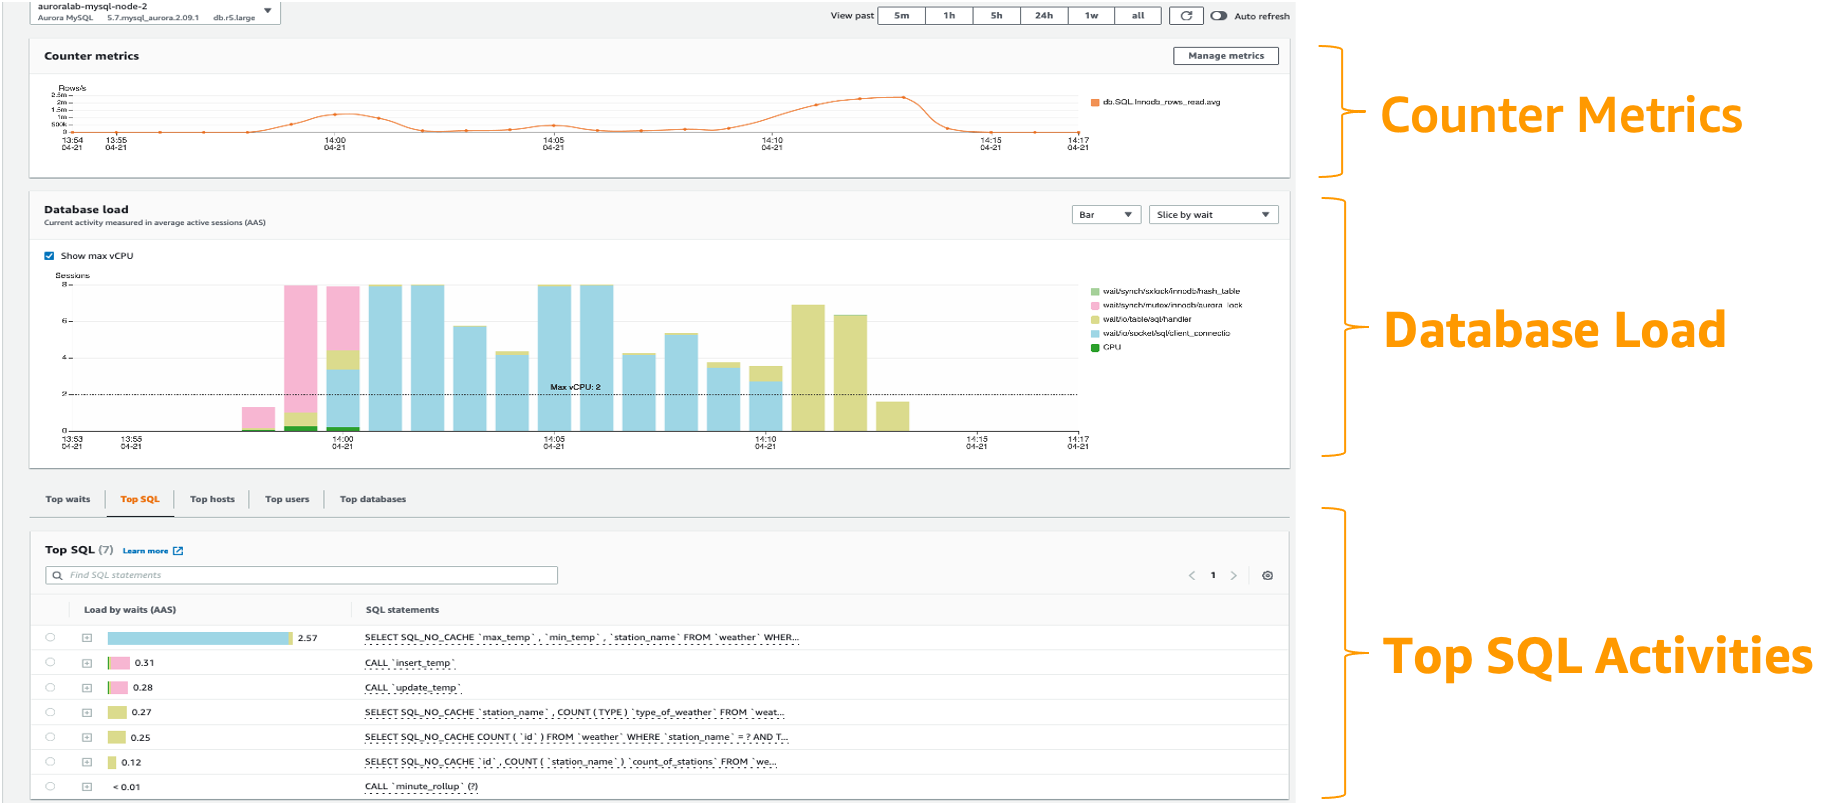 auroralab-mysql-node-2
Aurora MySQL 5.7.mysql_aurora.2.09.1 db.r5.large
View past 5m 1h 5h 24h 1w all Auto refresh
Counter metrics
Manage metrics
Rows/s
2.5m
2m
1.5m
1m
500k
0
13:54 13:55 14:00 14:05 14:10 14:15 14:17
04-21 04-21 04-21 04-21 04-21 04-21 04-21
db.SQL.Innodb_rows_read.avg
Counter Metrics
Database load
Current activity measured in average active sessions (AAS)
Bar
Slice by wait
Show max vCPU
Sessions
8
6
4
2
0
Max vCPU: 2
13:53 13:55 14:00 14:05 14:10 14:15 14:17
04-21 04-21 04-21 04-21 04-21 04-21 04-21
wait/synch/sxlock/innodb/hash_table
wait/synch/mutex/innodb/aurora_lock
wait/io/table/sql/handler
wait/io/socket/sql/client_connectio
CPU
Database Load
Top waits Top SQL Top hosts Top users Top databases
Top SQL (7) Learn more
Find SQL statements
1
Load by waits (AAS) SQL statements
2.57 SELECT SQL_NO_CACHE `max_temp` , `min_temp` , `station_name` FROM `weather` WHER...
0.31 CALL `insert_temp`
0.28 CALL `update_temp`
0.27 SELECT SQL_NO_CACHE `station_name` , COUNT ( TYPE ) `type_of_weather` FROM `weat...
0.25 SELECT SQL_NO_CACHE COUNT ( `id` ) FROM `weather` WHERE `station_name` = ? AND T...
0.12 SELECT SQL_NO_CACHE `id` , COUNT ( `station_name` ) `count_of_stations` FROM `we...
< 0.01 CALL `minute_rollup` (?)
Top SQL Activities